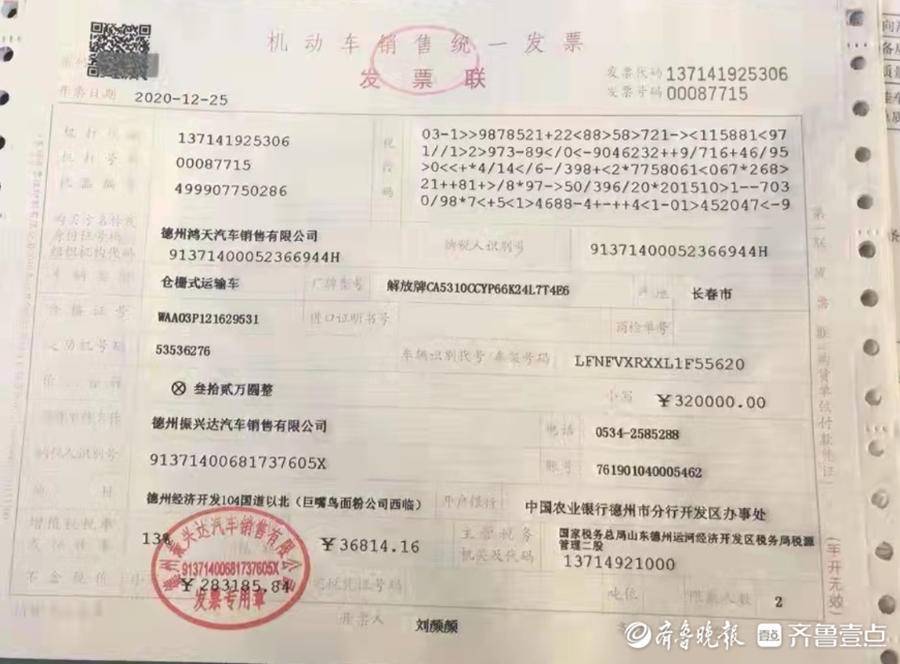 机动车销售统一发票
发票联
发票代码 137141925306
发票号码 00087715
开票日期 2020-12-25
机打代码 137141925306
机打号码 00087715
机器编号 499907750286
税控码
03-1>>9878521+22<88>58>721-><115881<97
1//1>2>973-89</0<-9046232++9/716+46/95
>0<<+*4/14</6-/398+<2*7758061<067*268>
21++81+>/8*97->50/396/20*201510>1--703
0/98*7<+5<1>4688-4+-++4<1-01>452047<-9
购买方名称及
身份证号码/
组织机构代码
德州鸿天汽车销售有限公司
91371400052366944H
纳税人识别号 91371400052366944H
车辆类型 仓栅式运输车 厂牌型号 解放牌CA5310CCYP66K24L7T4E6 产地 长春市
合格证号 WAA03P121629531 进口证明书号 商检单号
发动机号码 53536276 车辆识别代号/车架号码 LFNFVXRXXL1F55620
价税合计 ⊗ 叁拾贰万圆整 小写 ¥320000.00
销货单位名称 德州振兴达汽车销售有限公司 电话 0534-2585288
纳税人识别号 91371400681737605X 账号 761901040005462
地址 德州经济开发104国道以北（巨嘴鸟面粉公司西临） 开户银行 中国农业银行德州市分行开发区办事处
增值税税率
或征收率
13% ¥36814.16
主管税务
机关及代码
国家税务总局山东德州运河经济开发区税务局税源
管理二股
13714921000
不含税价 小写 ¥283185.84 完税凭证号码 吨位 限乘人数 2
开票人 刘颜颜
德州振兴达汽车销售有限公司
91371400681737605X
发票专用章
第一联 发票联（购货单位付款凭证）
（手开无效）
齐鲁晚报 齐鲁壹点